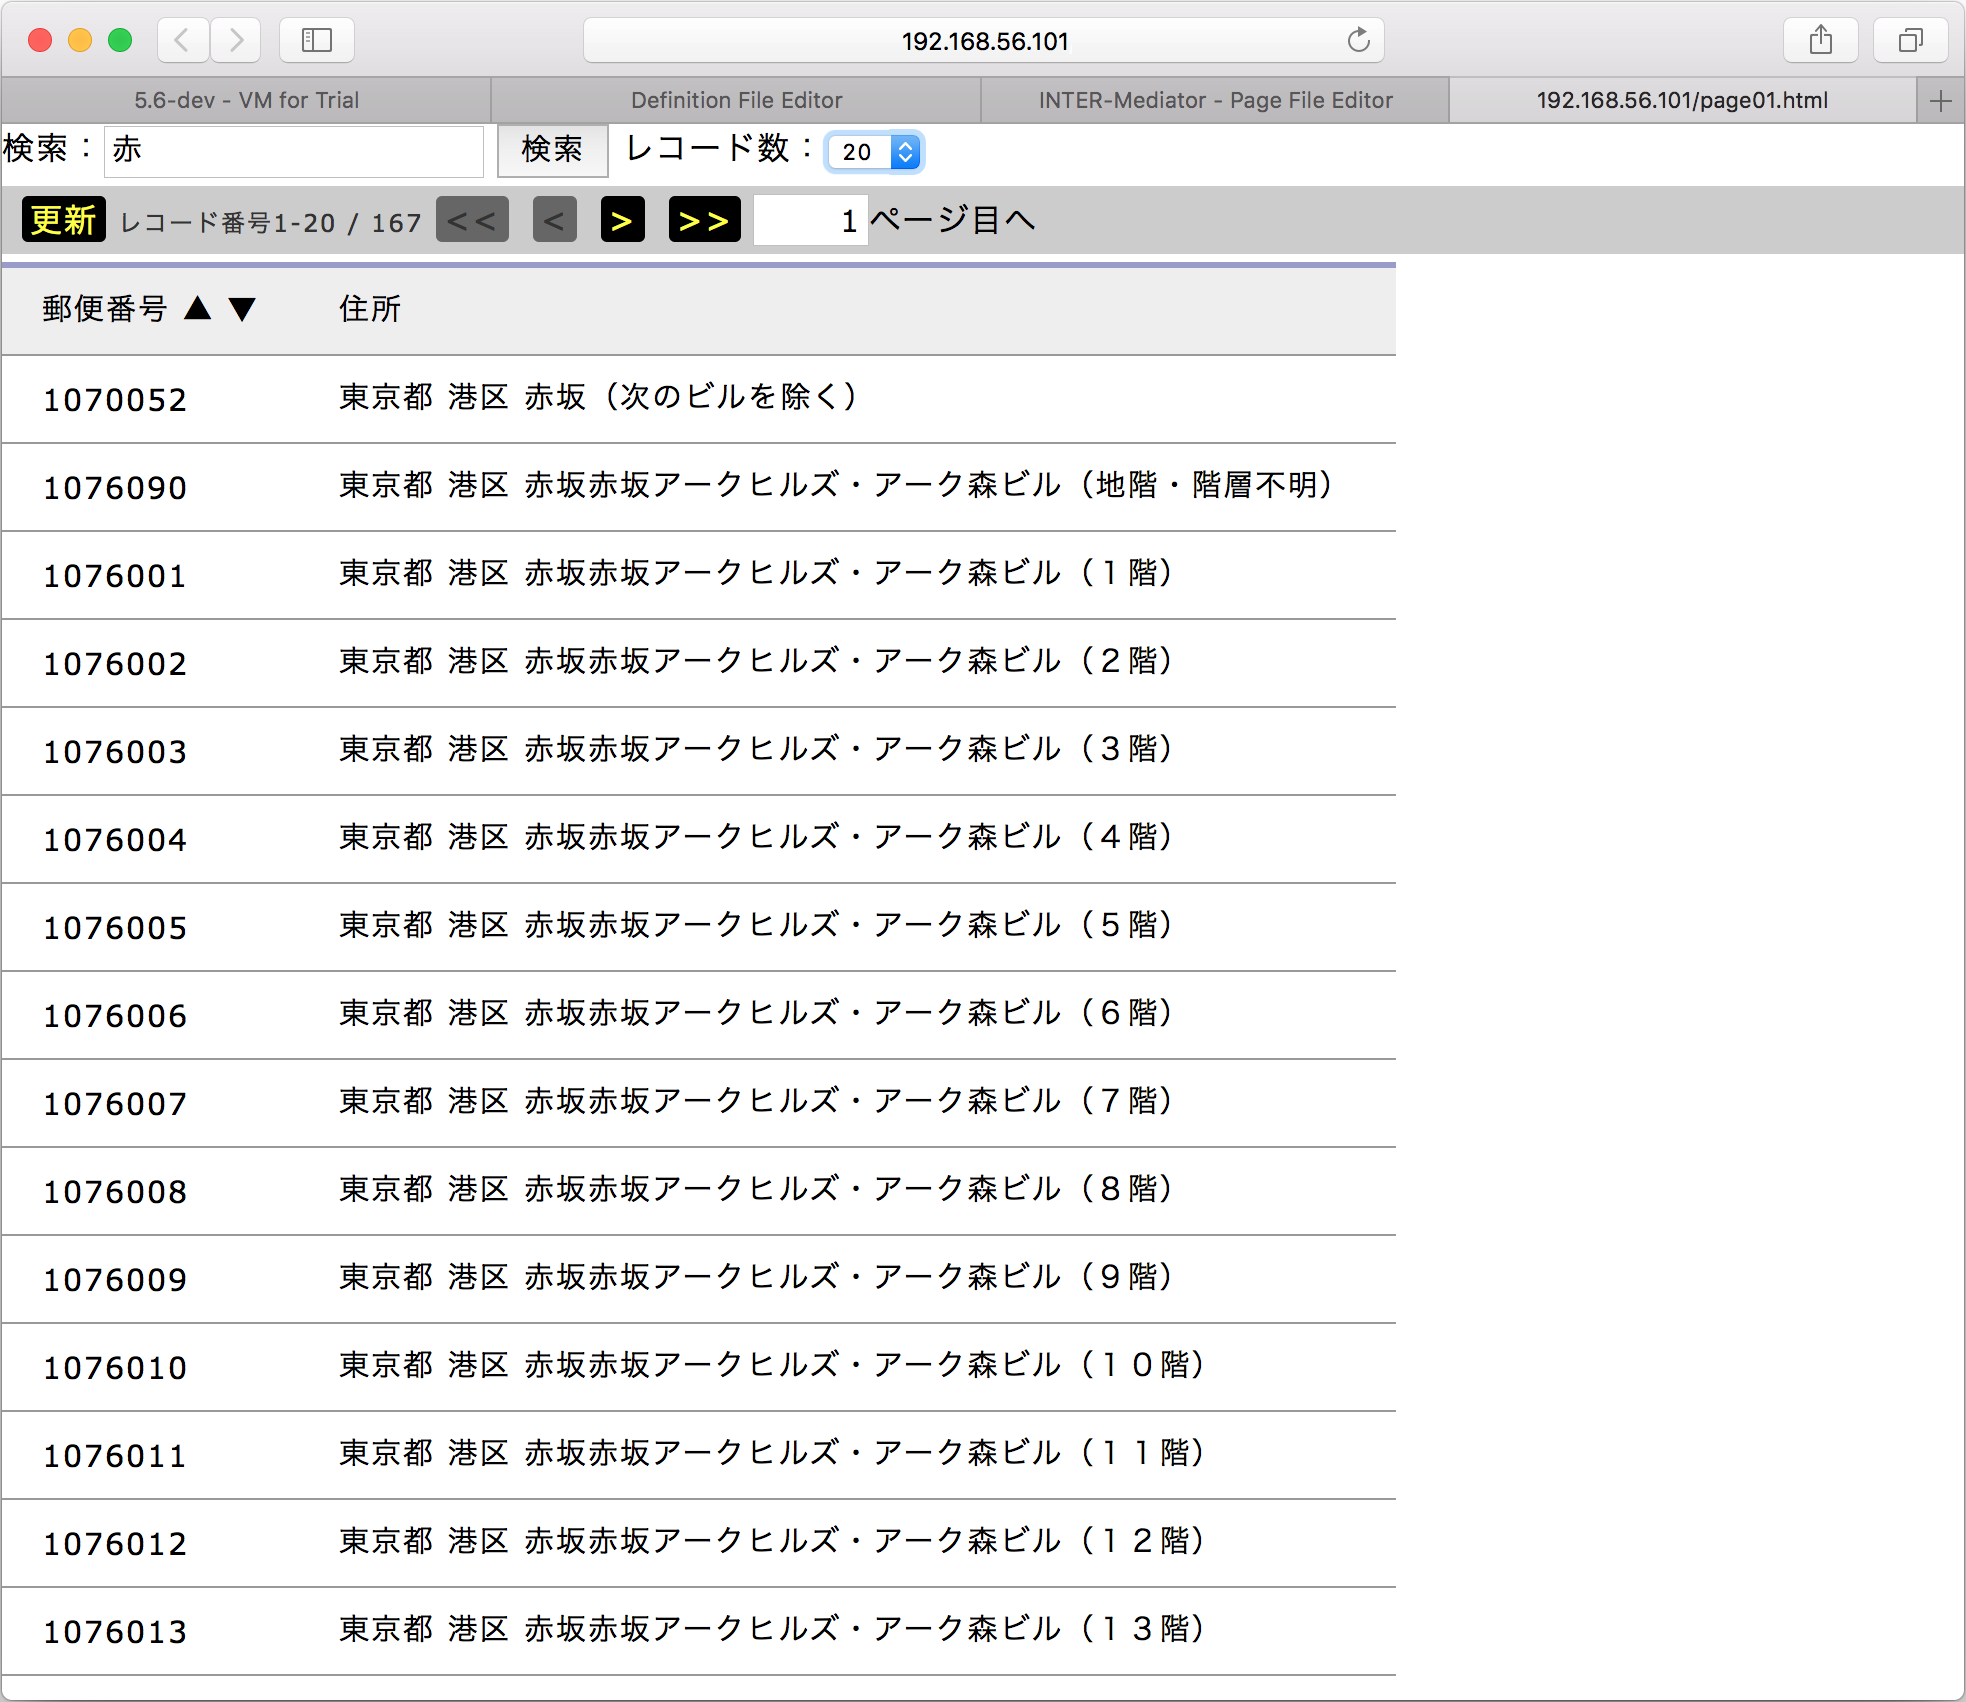 192.168.56.101
5.6-dev - VM for Trial Definition File Editor INTER-Mediator - Page File Editor 192.168.56.101/page01.html
検索： 赤 検索 レコード数： 20
更新 レコード番号1-20 / 167 << < > >> 1 ページ目へ
郵便番号 ▲ ▼ 住所
1070052 東京都 港区 赤坂（次のビルを除く）
1076090 東京都 港区 赤坂赤坂アークヒルズ・アーク森ビル（地階・階層不明）
1076001 東京都 港区 赤坂赤坂アークヒルズ・アーク森ビル（１階）
1076002 東京都 港区 赤坂赤坂アークヒルズ・アーク森ビル（２階）
1076003 東京都 港区 赤坂赤坂アークヒルズ・アーク森ビル（３階）
1076004 東京都 港区 赤坂赤坂アークヒルズ・アーク森ビル（４階）
1076005 東京都 港区 赤坂赤坂アークヒルズ・アーク森ビル（５階）
1076006 東京都 港区 赤坂赤坂アークヒルズ・アーク森ビル（６階）
1076007 東京都 港区 赤坂赤坂アークヒルズ・アーク森ビル（７階）
1076008 東京都 港区 赤坂赤坂アークヒルズ・アーク森ビル（８階）
1076009 東京都 港区 赤坂赤坂アークヒルズ・アーク森ビル（９階）
1076010 東京都 港区 赤坂赤坂アークヒルズ・アーク森ビル（１０階）
1076011 東京都 港区 赤坂赤坂アークヒルズ・アーク森ビル（１１階）
1076012 東京都 港区 赤坂赤坂アークヒルズ・アーク森ビル（１２階）
1076013 東京都 港区 赤坂赤坂アークヒルズ・アーク森ビル（１３階）